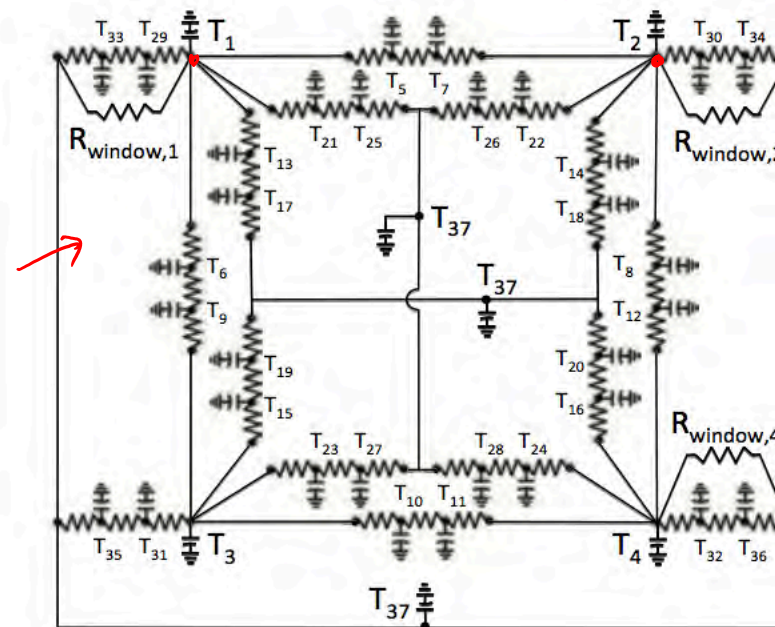 T1 T2
T33 T29 T30 T34
T5 T7
Rwindow,1 T21 T25 T26 T22 Rwindow,2
T13 T14
T17 T18
T37
T6 T37 T8
T9 T12
T19 T20
T15 T16
Rwindow,4
T23 T27 T28 T24
T10 T11
T35 T31 T3 T4 T32 T36
T37